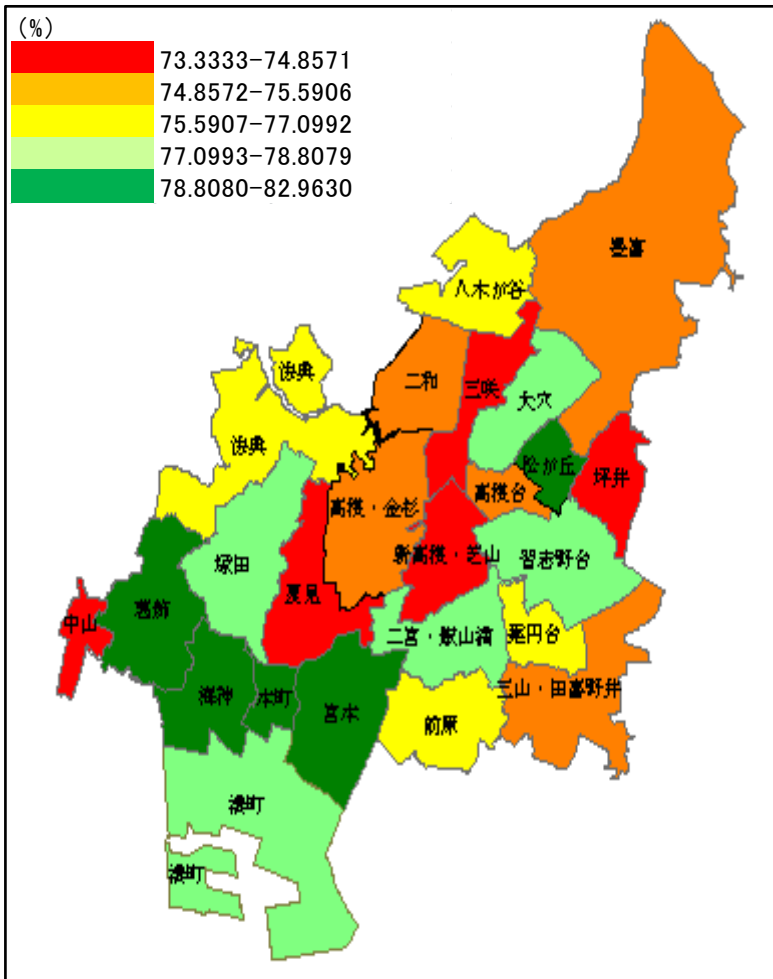 (%)
73.3333-74.8571
74.8572-75.5906
75.5907-77.0992
77.0993-78.8079
78.8080-82.9630
豊富
八木が谷
法典
二和
三咲
大穴
法典
松が丘
坪井
高根台
高根・金杉
新高根・芝山
習志野台
塚田
夏見
中山
葛飾
二宮・飯山満
薬円台
三山・田喜野井
海神
本町
宮本
前原
湊町
湊町